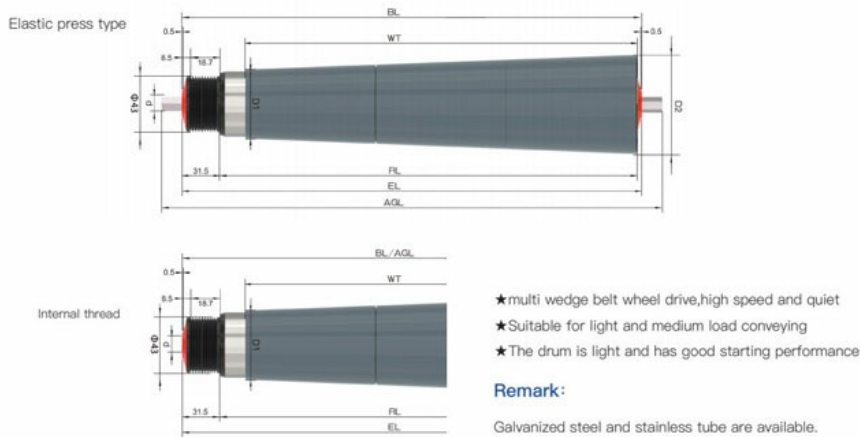 Elastic press type
BL
0.5
WT
0.5
8.5
18.7
Φ43
d
D1
D2
31.5
RL
EL
AGL
Internal thread
BL/AGL
0.5
WT
8.5
18.7
Φ43
d
D1
31.5
RL
EL
★multi wedge belt wheel drive,high speed and quiet
★Suitable for light and medium load conveying
★The drum is light and has good starting performance
Remark:
Galvanized steel and stainless tube are available.